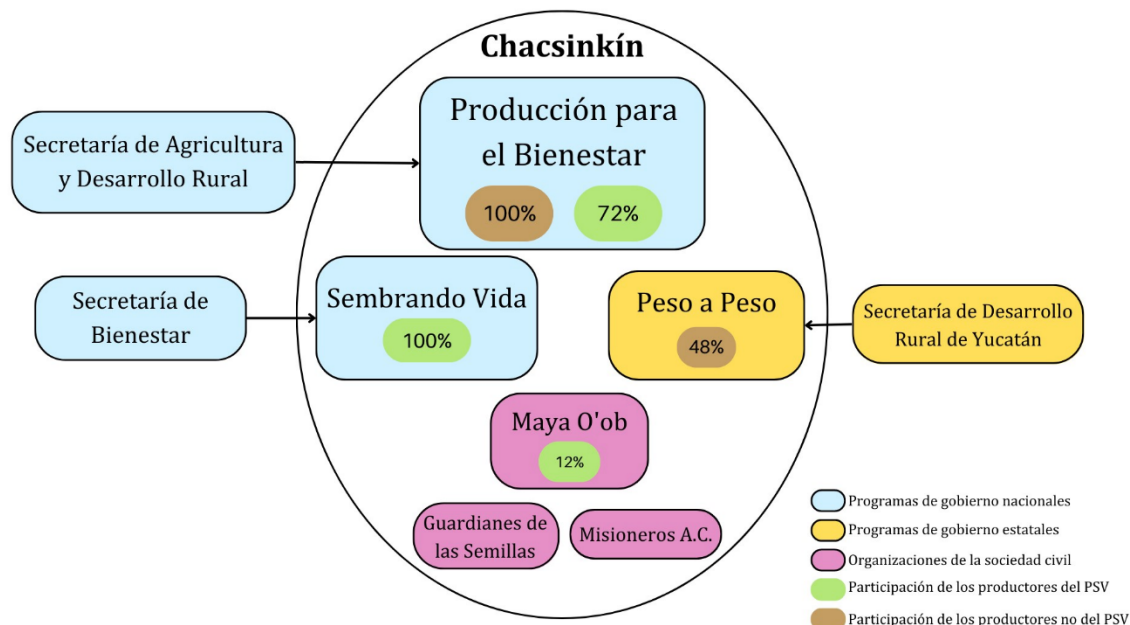 Chacsinkín
Producción para
el Bienestar
100%
72%
Secretaría de Agricultura
y Desarrollo Rural
Sembrando Vida
100%
Secretaría de
Bienestar
Peso a Peso
48%
Secretaría de Desarrollo
Rural de Yucatán
Maya O'ob
12%
Guardianes de
las Semillas
Misioneros A.C.
Programas de gobierno nacionales
Programas de gobierno estatales
Organizaciones de la sociedad civil
Participación de los productores del PSV
Participación de los productores no del PSV